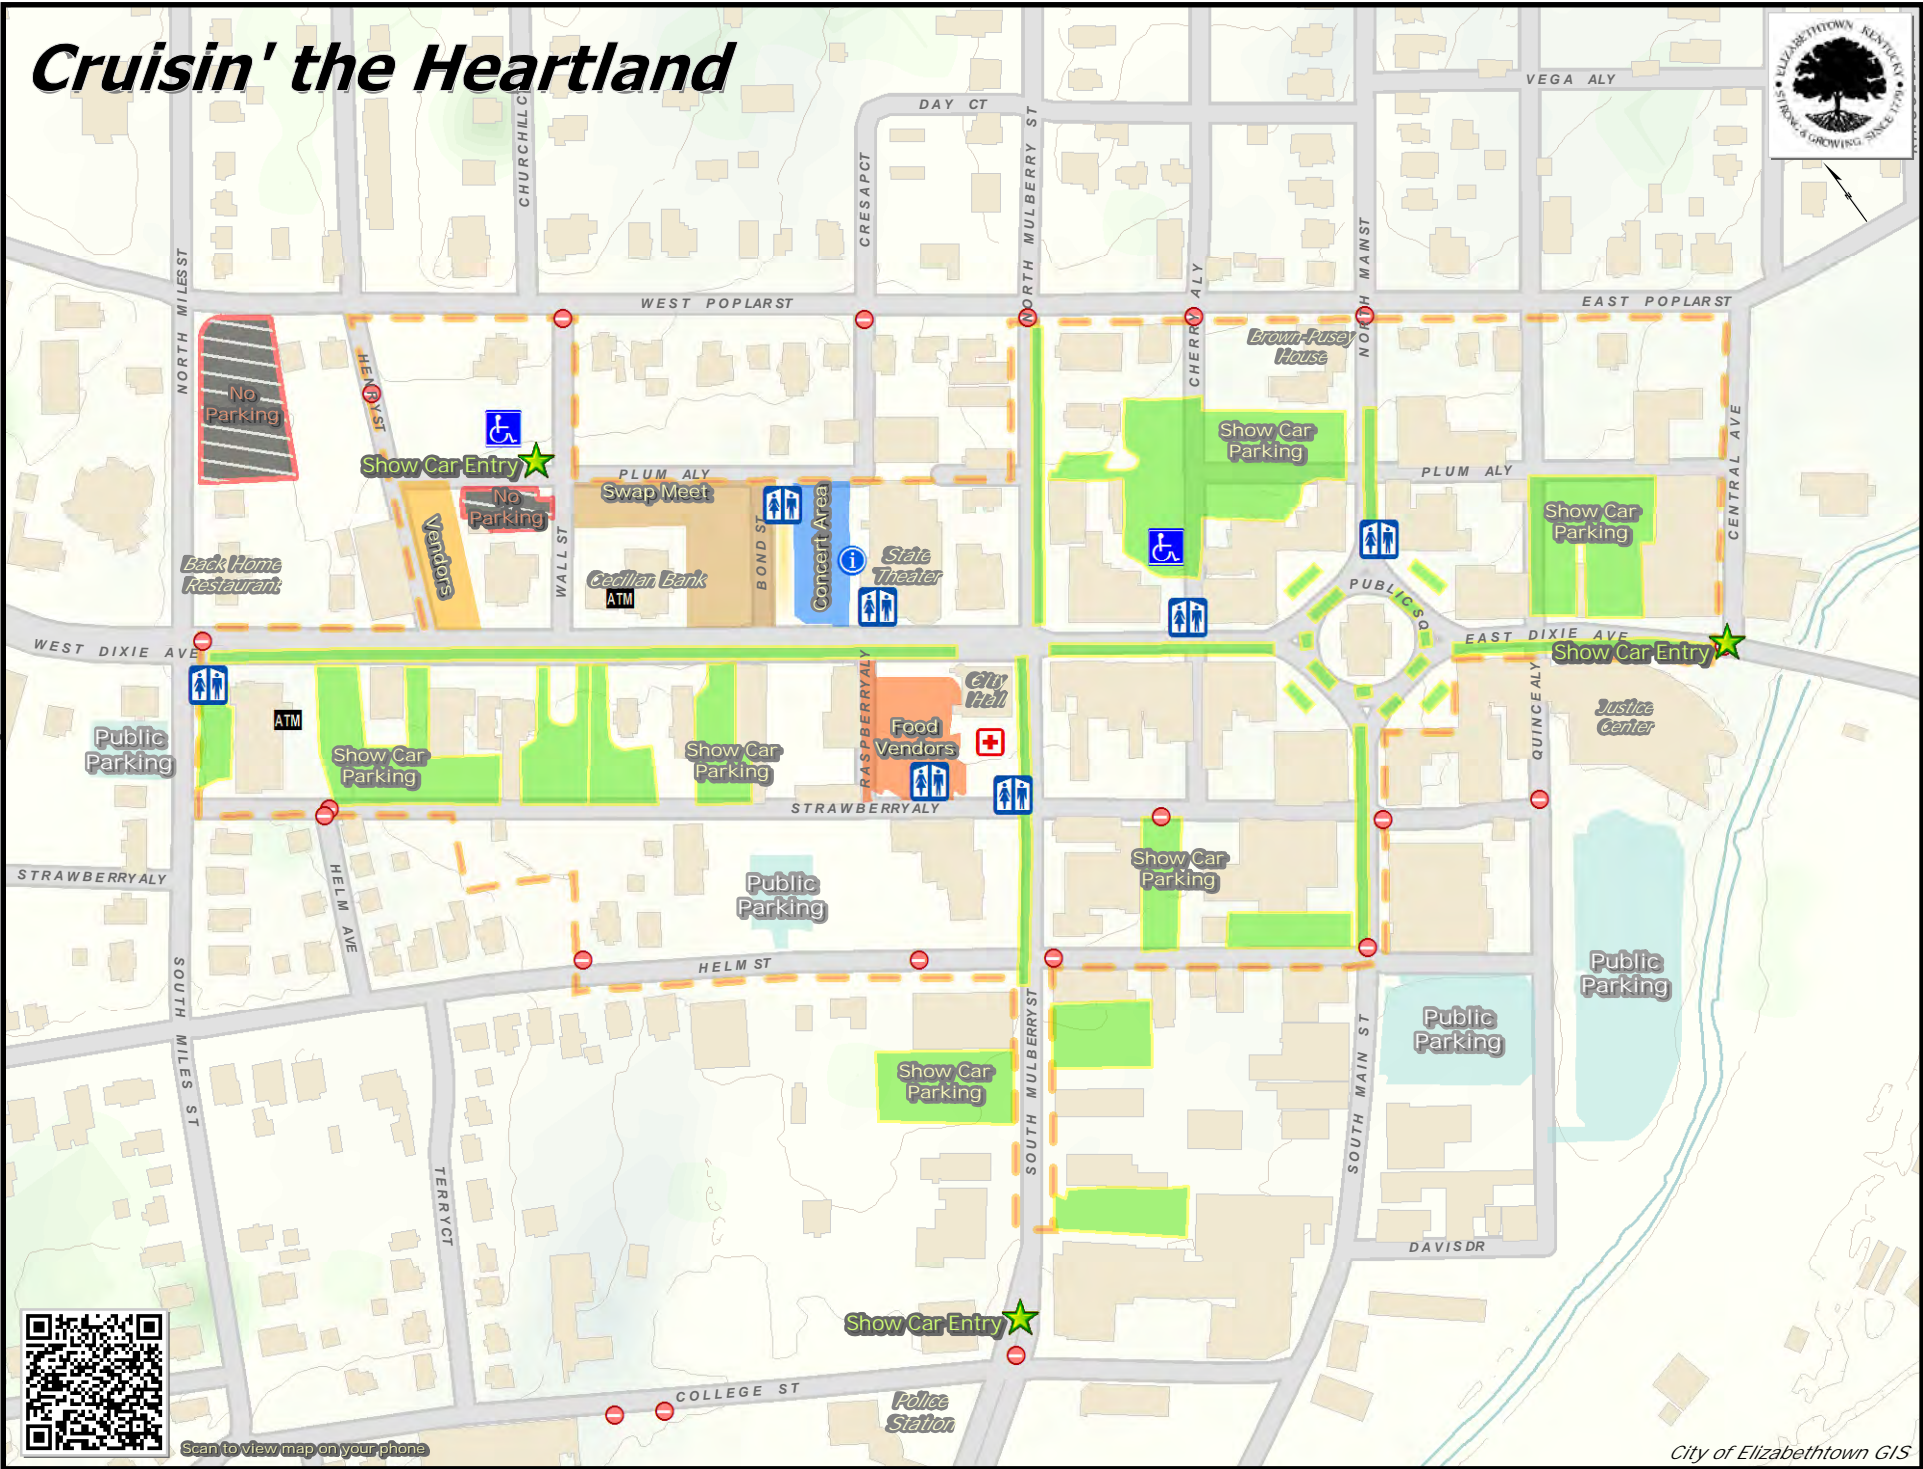 Cruisin' the Heartland
ELIZABETHTOWN KENTUCKY
STRONG & GROWING SINCE 1779
VEGA ALY
DAY CT
CHURCHILL C
CRESAP CT
NORTH MULBERRY ST
NORTH MAIN ST
NORTH MILES ST
CHERRY ALY
WEST POPLAR ST
EAST POPLAR ST
Brown-Pusey
House
HENRY ST
No
Parking
Show Car Entry
Show Car
Parking
CENTRAL AVE
PLUM ALY
PLUM ALY
Swap Meet
No
Parking
Vendors
WALL ST
BOND ST
Concert Area
State
Theater
Show Car
Parking
Back Home
Restaurant
Cecilian Bank
ATM
PUBLIC SQ
WEST DIXIE AVE
EAST DIXIE AVE
Show Car Entry
RASPBERRY ALY
City
Hall
QUINCE ALY
Justice
Center
ATM
Public
Parking
Show Car
Parking
Show Car
Parking
Food
Vendors
STRAWBERRY ALY
STRAWBERRY ALY
HELM AVE
Public
Parking
Show Car
Parking
HELM ST
SOUTH MILES ST
Public
Parking
Public
Parking
SOUTH MULBERRY ST
SOUTH MAIN ST
Show Car
Parking
TERRY CT
DAVIS DR
Show Car Entry
COLLEGE ST
Police
Station
Scan to view map on your phone
City of Elizabethtown GIS